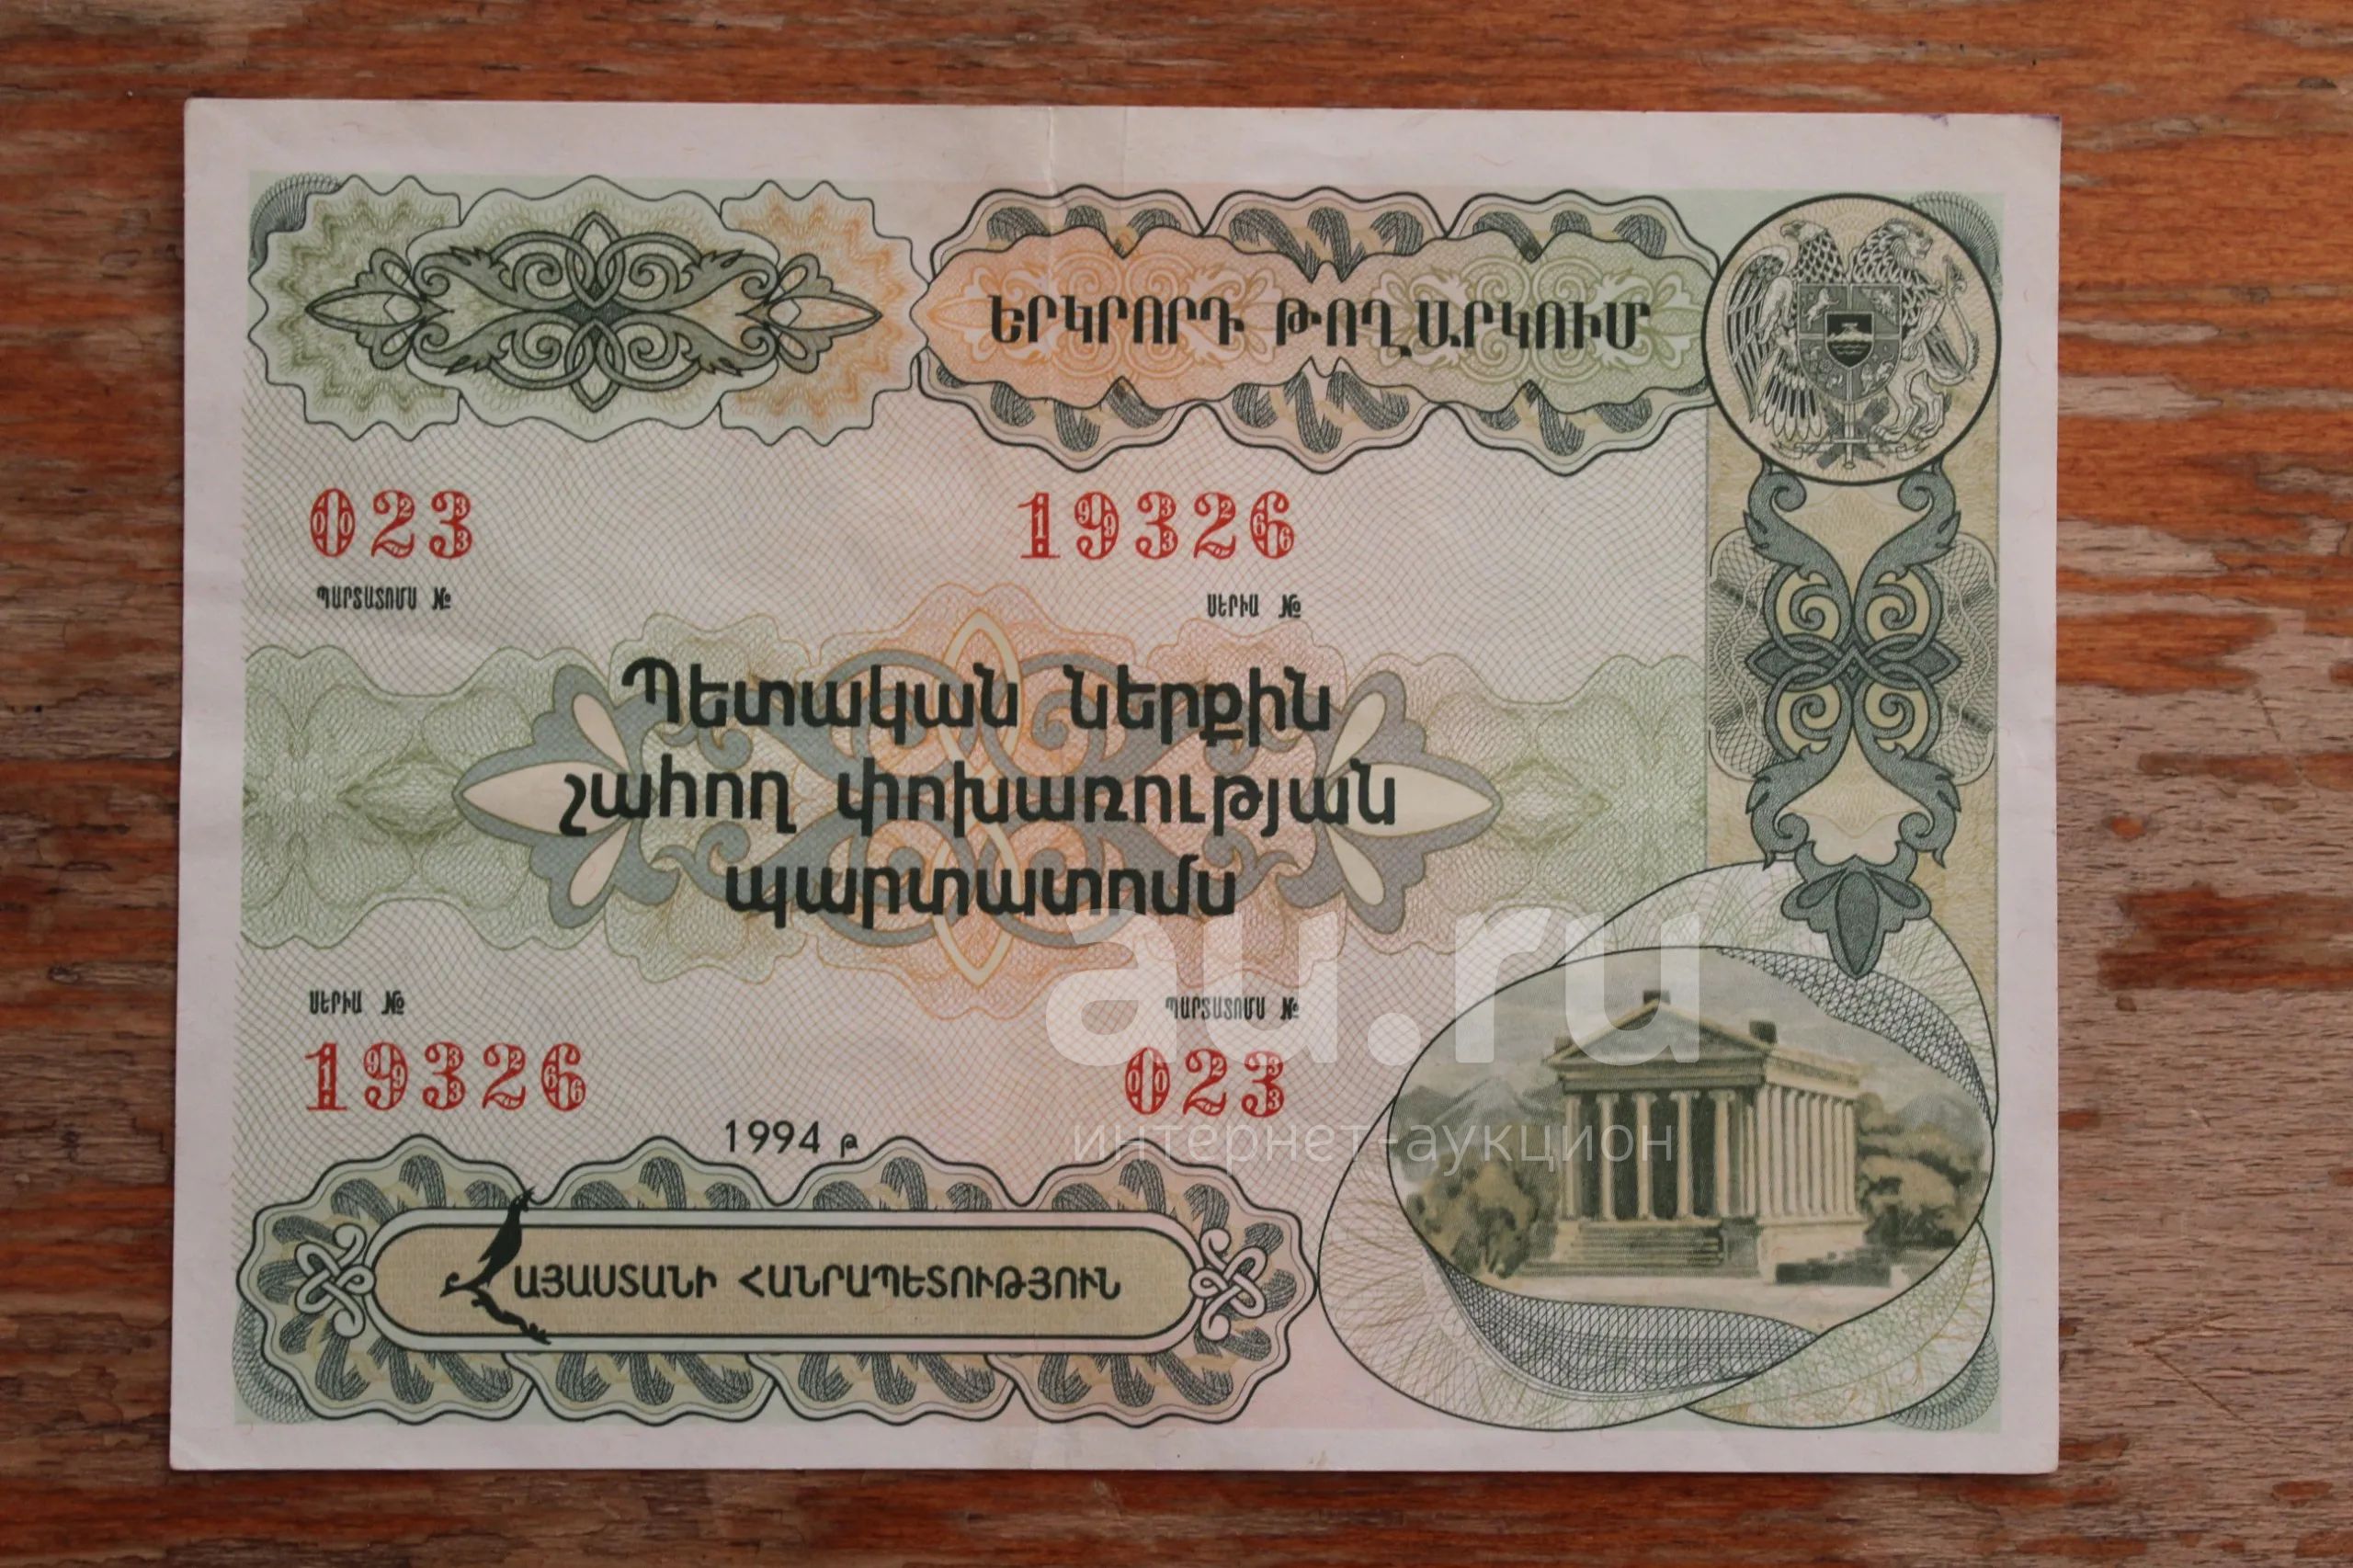 ԵՐԿՐՈՐԴ ԹՈՂԱՐԿՈՒՄ
023 19326
ՊԱՐՏԱՏՈՄՍ № ՍԵՐԻԱ №
Պետական ներքին
շահող փոխառության
պարտատոմս
ՍԵՐԻԱ № ՊԱՐՏԱՏՈՄՍ №
19326 023
1994 թ
ՀԱՅԱՍՏԱՆԻ ՀԱՆՐԱՊԵՏՈՒԹՅՈՒՆ
au.ru
интернет-аукцион